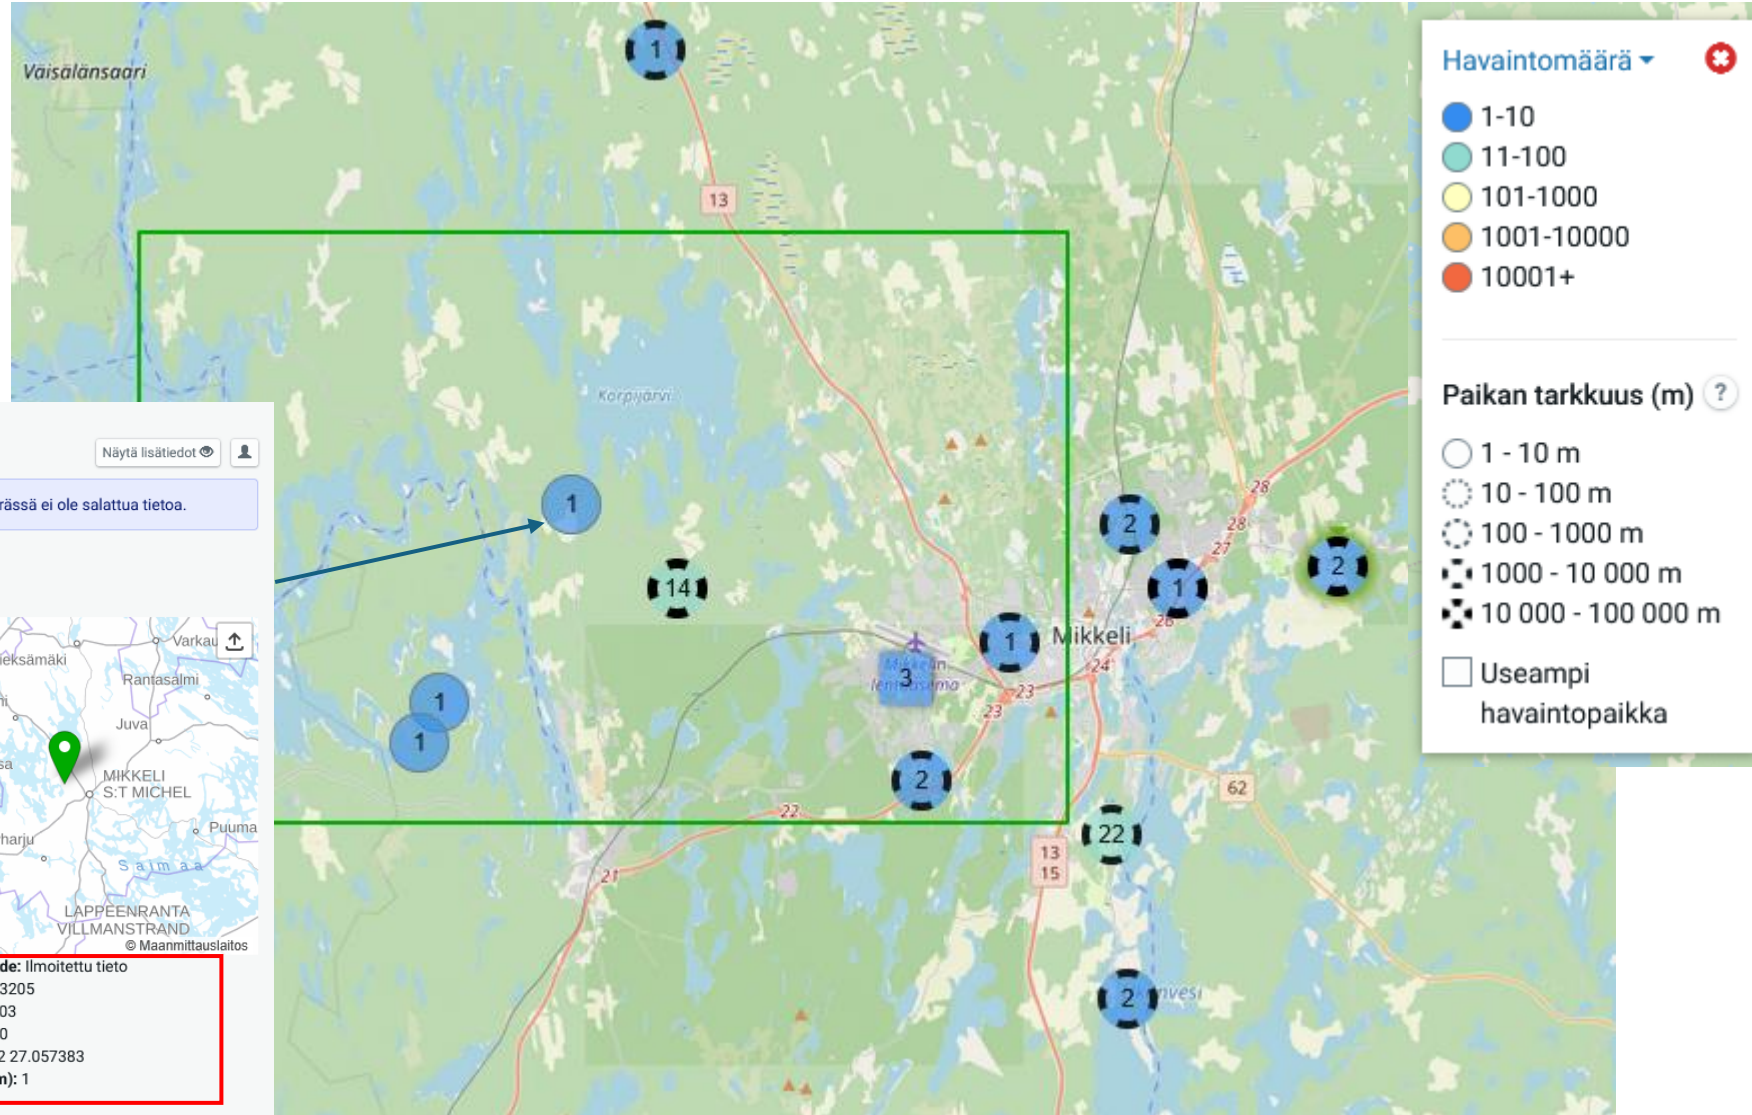 Väisälänsaari
1
13
Korpijärvi
1
14
1
1
2
1
1
2
3
2
Mikkeli
28
28
27
26
24
23
23
22
21
22
62
13
15
2
Havaintomäärä
1-10
11-100
101-1000
1001-10000
10001+
Paikan tarkkuus (m) ?
1 - 10 m
10 - 100 m
100 - 1000 m
1000 - 10 000 m
10 000 - 100 000 m
Useampi
havaintopaikka
Näytä lisätiedot
rässä ei ole salattua tietoa.
Varkau
eksämäki
Rantasalmi
Juva
MIKKELI
S:T MICHEL
Puuma
harju
Saimaa
LAPPEENRANTA
VILLMANSTRAND
© Maanmittauslaitos
de: Ilmoitettu tieto
3205
03
0
2 27.057383
m): 1